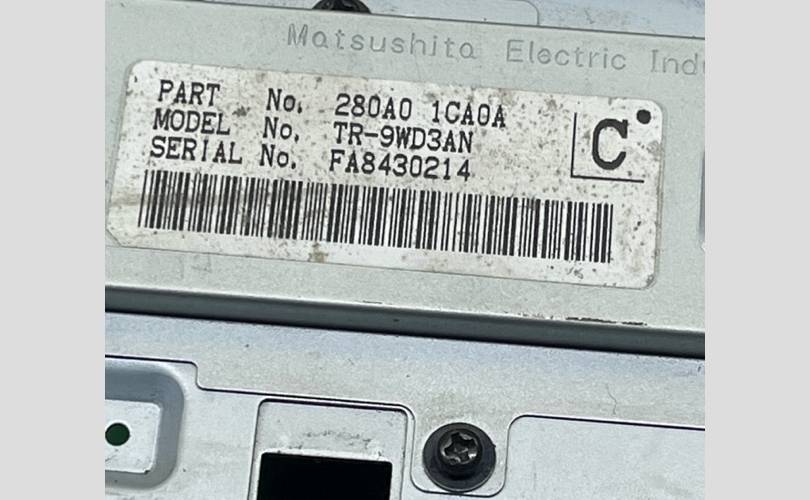 Matsushita Electric Ind
PART No. 280A0 1CA0A
MODEL No. TR-9WD3AN
SERIAL No. FA8430214
C